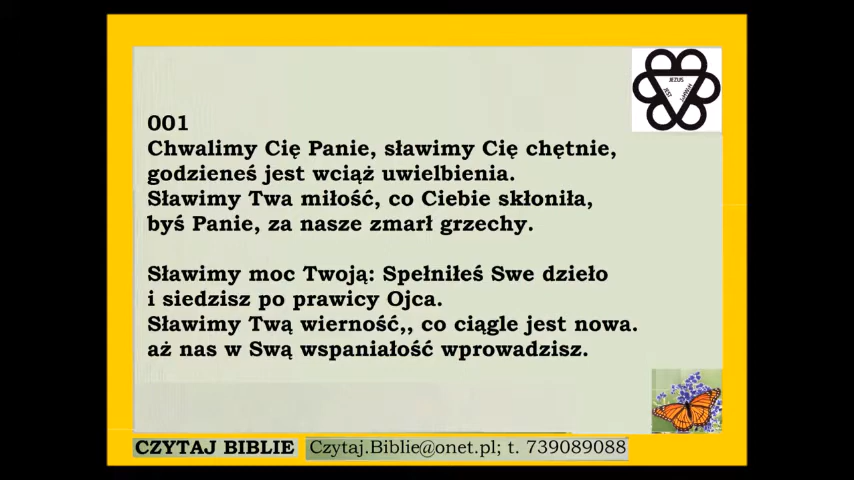 JEZUS
JEST
001
Chwalimy Cię Panie, sławimy Cię chętnie,
godzieneś jest wciąż uwielbienia.
Sławimy Twa miłość, co Ciebie skłoniła,
byś Panie, za nasze zmarł grzechy.
Sławimy moc Twoją: Spełniłeś Swe dzieło
i siedzisz po prawicy Ojca.
Sławimy Twą wierność,, co ciągle jest nowa.
aż nas w Swą wspaniałość wprowadzisz.
CZYTAJ BIBLIE Czytaj.Biblie@onet.pl; t. 739089088